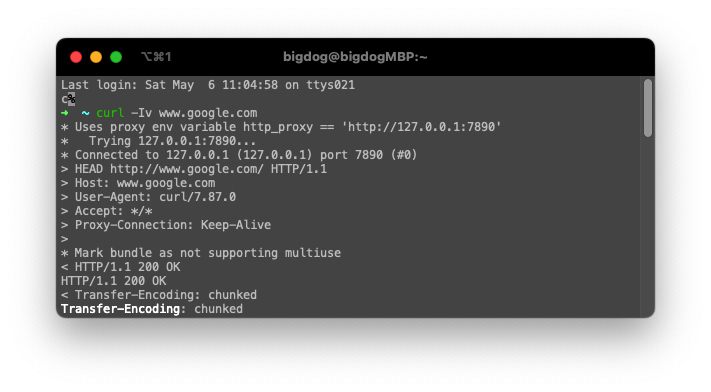 ⌥⌘1 bigdog@bigdogMBP:~
Last login: Sat May  6 11:04:58 on ttys021
c%
➜  ~ curl -Iv www.google.com
* Uses proxy env variable http_proxy == 'http://127.0.0.1:7890'
*   Trying 127.0.0.1:7890...
* Connected to 127.0.0.1 (127.0.0.1) port 7890 (#0)
> HEAD http://www.google.com/ HTTP/1.1
> Host: www.google.com
> User-Agent: curl/7.87.0
> Accept: */*
> Proxy-Connection: Keep-Alive
>
* Mark bundle as not supporting multiuse
< HTTP/1.1 200 OK
HTTP/1.1 200 OK
< Transfer-Encoding: chunked
Transfer-Encoding: chunked